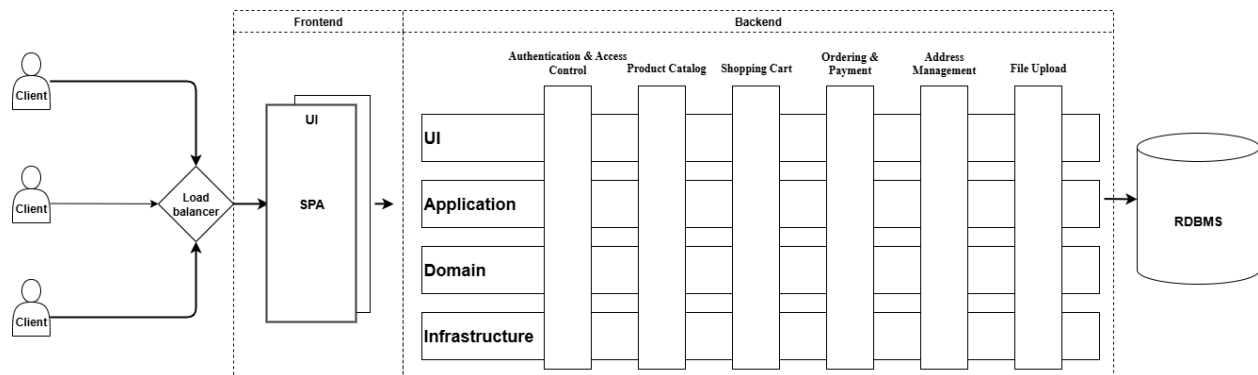 Frontend
Backend
Authentication & Access
Control
Product Catalog
Shopping Cart
Ordering &
Payment
Address
Management
File Upload
Client
Client
Client
Load
balancer
UI
SPA
UI
Application
Domain
Infrastructure
RDBMS